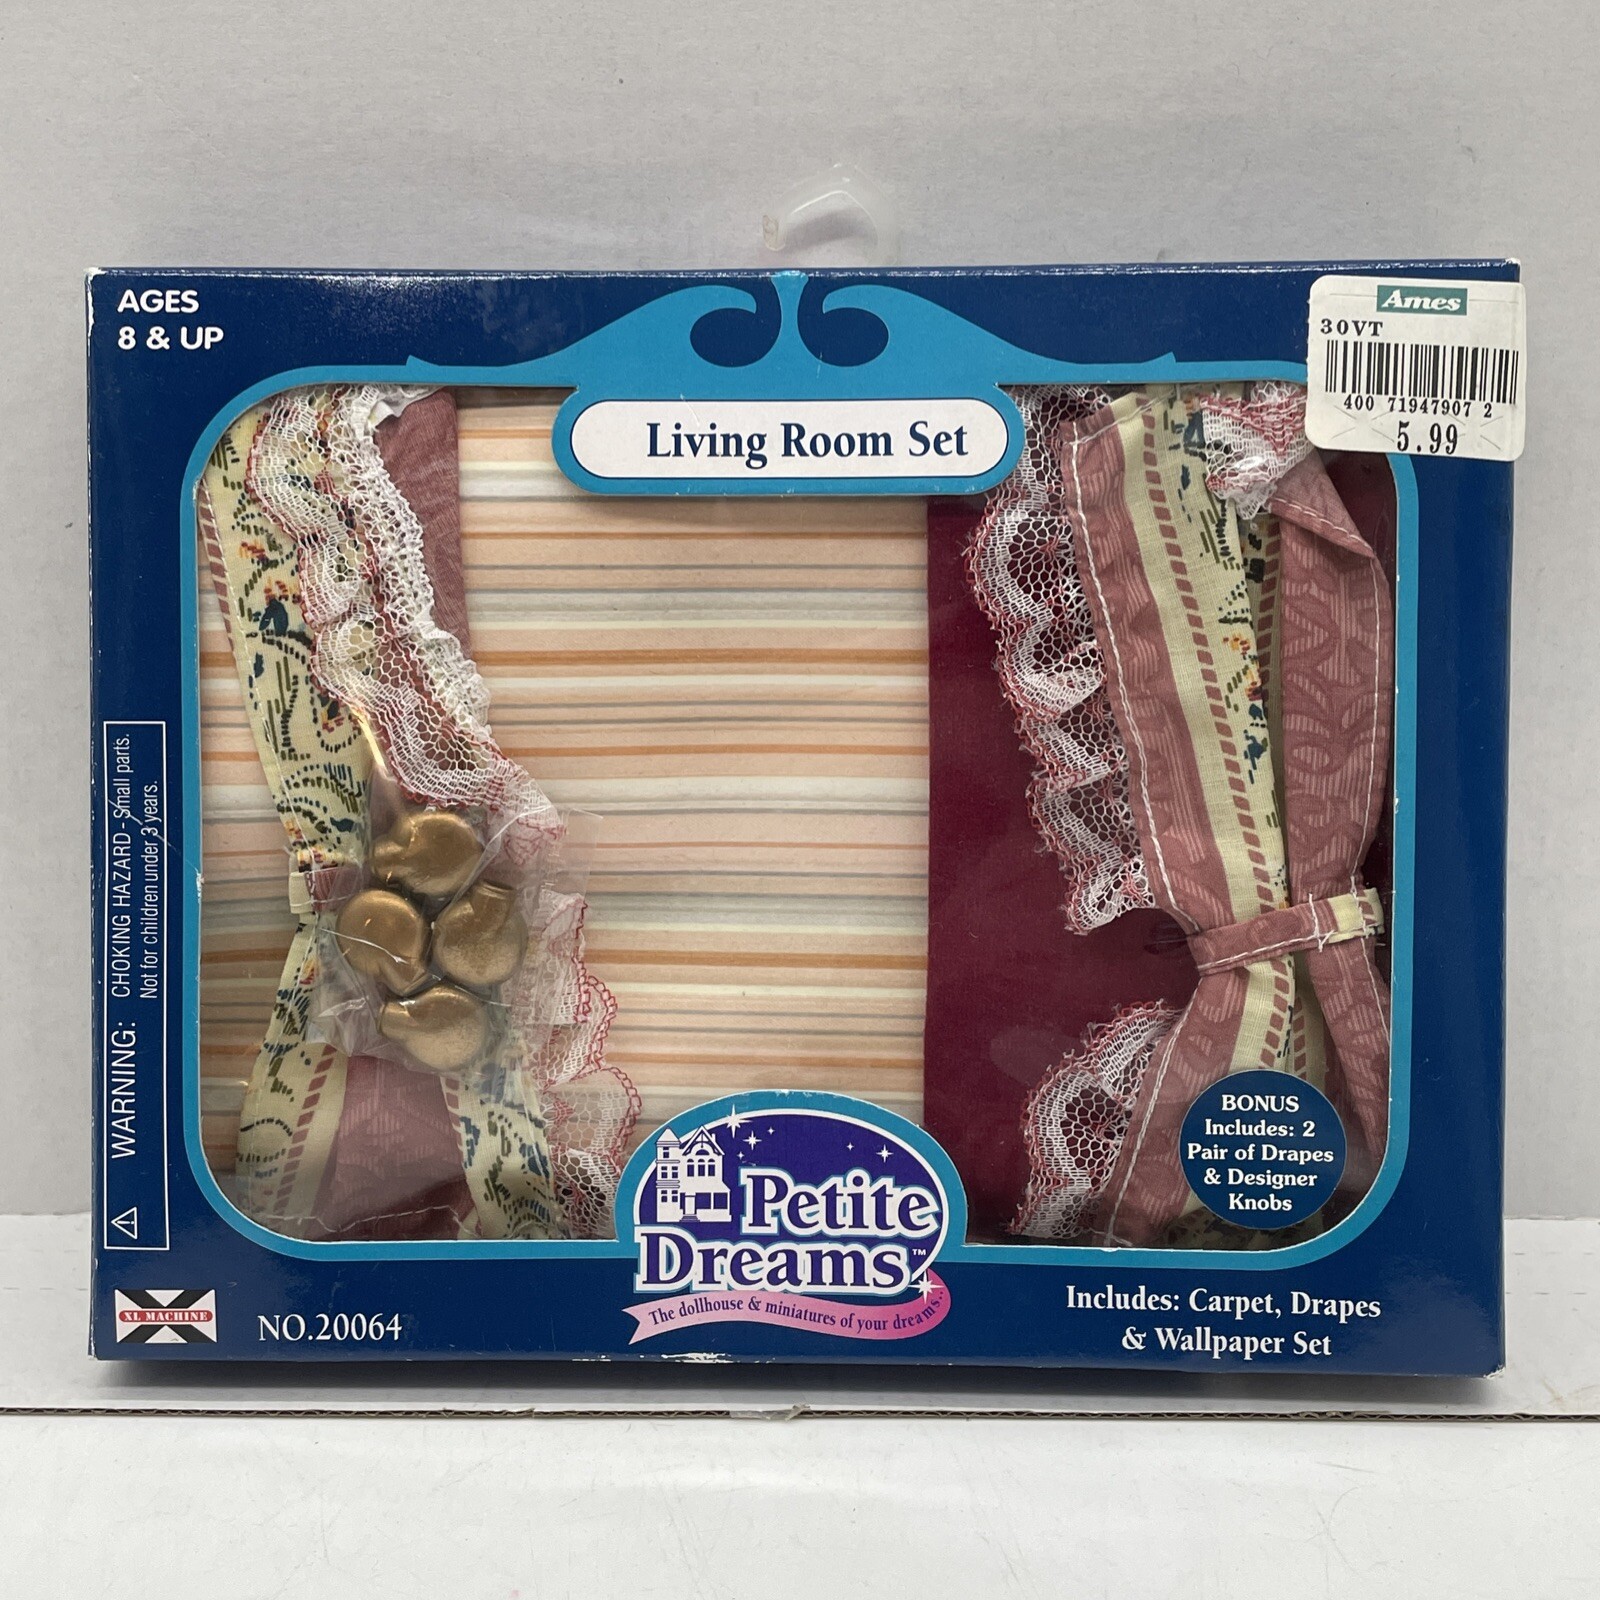 AGES
8 & UP
Ames
30VT
400 71947907 2
5.99
Living Room Set
WARNING: CHOKING HAZARD - Small parts.
Not for children under 3 years.
BONUS
Includes: 2
Pair of Drapes
& Designer
Knobs
Petite
Dreams™
The dollhouse & miniatures of your dreams..
XL MACHINE
NO.20064
Includes: Carpet, Drapes
& Wallpaper Set